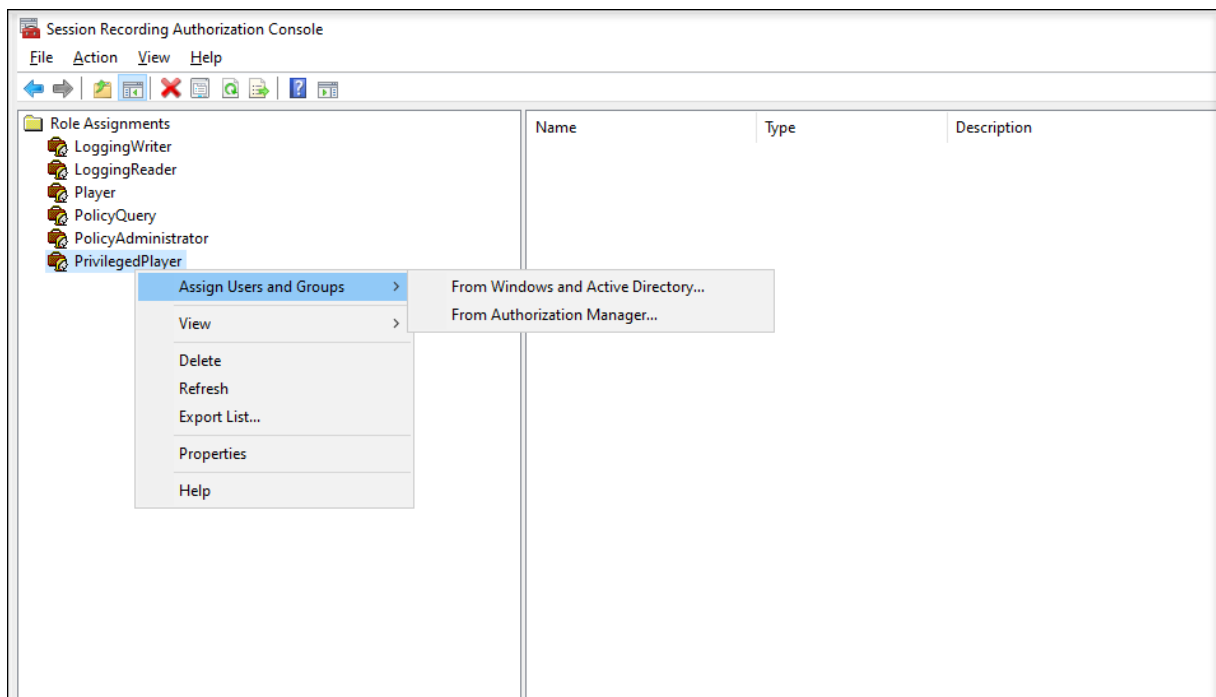 Session Recording Authorization Console
File Action View Help
Role Assignments
LoggingWriter
LoggingReader
Player
PolicyQuery
PolicyAdministrator
PrivilegedPlayer
Name Type Description
Assign Users and Groups
View
Delete
Refresh
Export List...
Properties
Help
From Windows and Active Directory...
From Authorization Manager...